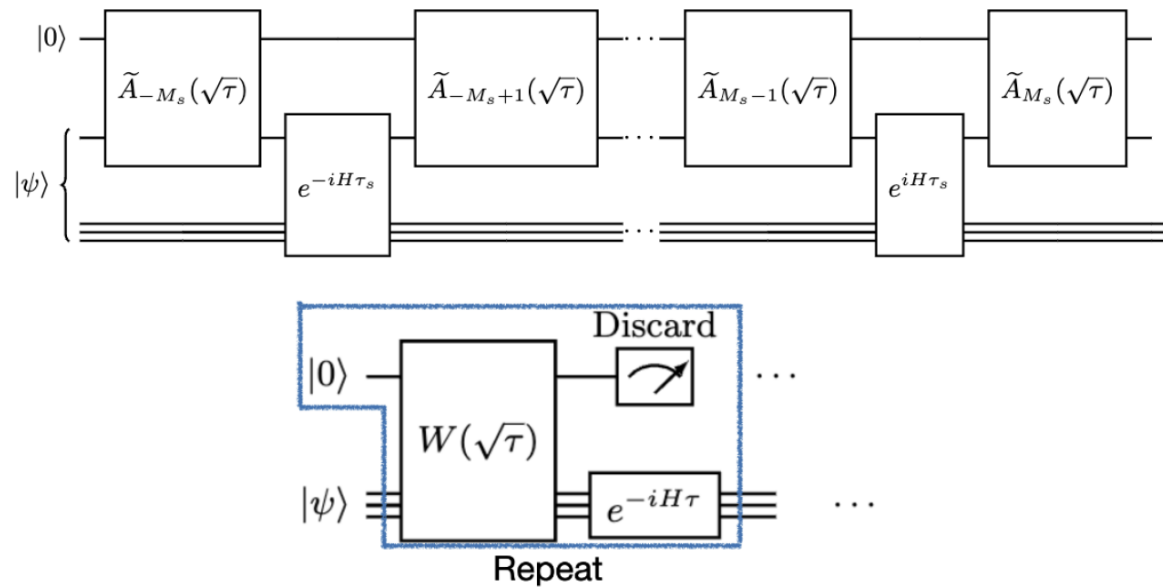 |0⟩ Ã_{-M_s}(√τ) Ã_{-M_s+1}(√τ) ··· Ã_{M_s-1}(√τ) Ã_{M_s}(√τ)
|ψ⟩ e^{-iHτ_s} ··· e^{iHτ_s}
···
Discard
|0⟩ ···
W(√τ)
|ψ⟩ e^{-iHτ} ···
Repeat